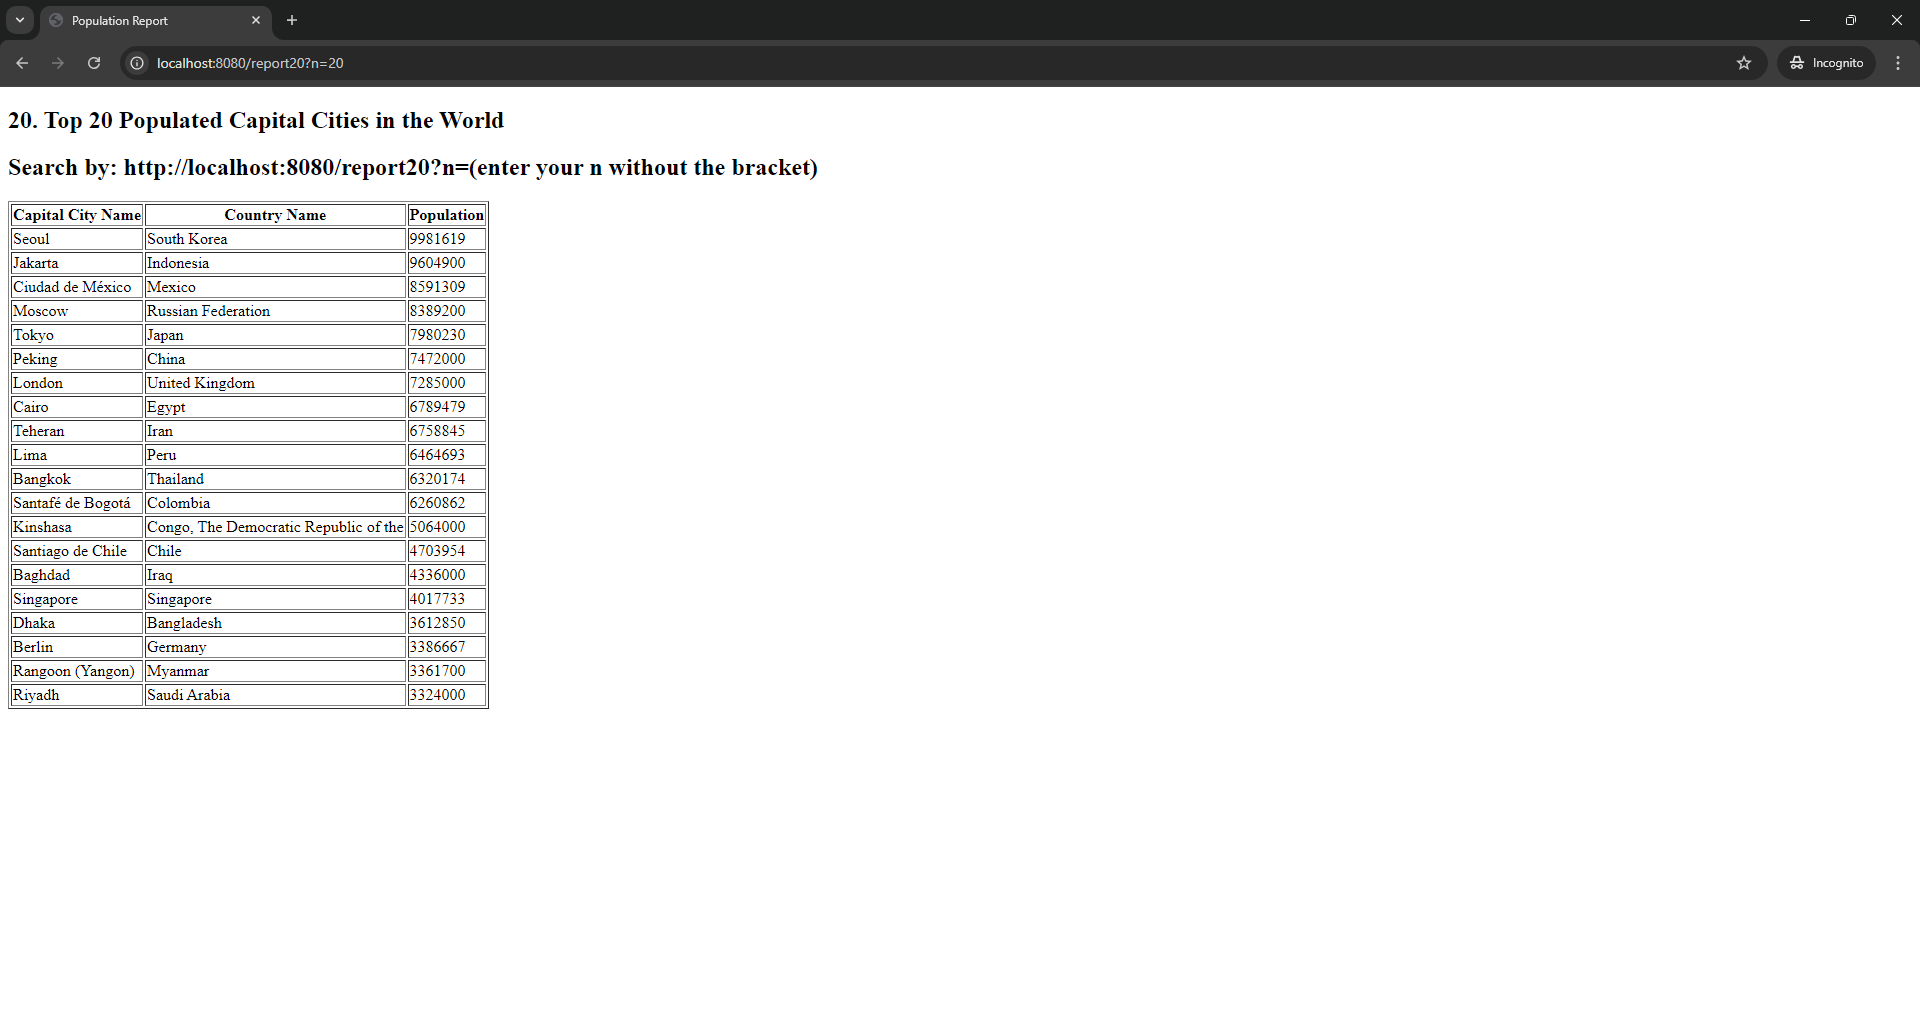 Population Report
localhost:8080/report20?n=20
Incognito
20. Top 20 Populated Capital Cities in the World
Search by: http://localhost:8080/report20?n=(enter your n without the bracket)
Capital City Name Country Name Population
Seoul South Korea 9981619
Jakarta Indonesia 9604900
Ciudad de México Mexico 8591309
Moscow Russian Federation 8389200
Tokyo Japan 7980230
Peking China 7472000
London United Kingdom 7285000
Cairo Egypt 6789479
Teheran Iran 6758845
Lima Peru 6464693
Bangkok Thailand 6320174
Santafé de Bogotá Colombia 6260862
Kinshasa Congo, The Democratic Republic of the 5064000
Santiago de Chile Chile 4703954
Baghdad Iraq 4336000
Singapore Singapore 4017733
Dhaka Bangladesh 3612850
Berlin Germany 3386667
Rangoon (Yangon) Myanmar 3361700
Riyadh Saudi Arabia 3324000